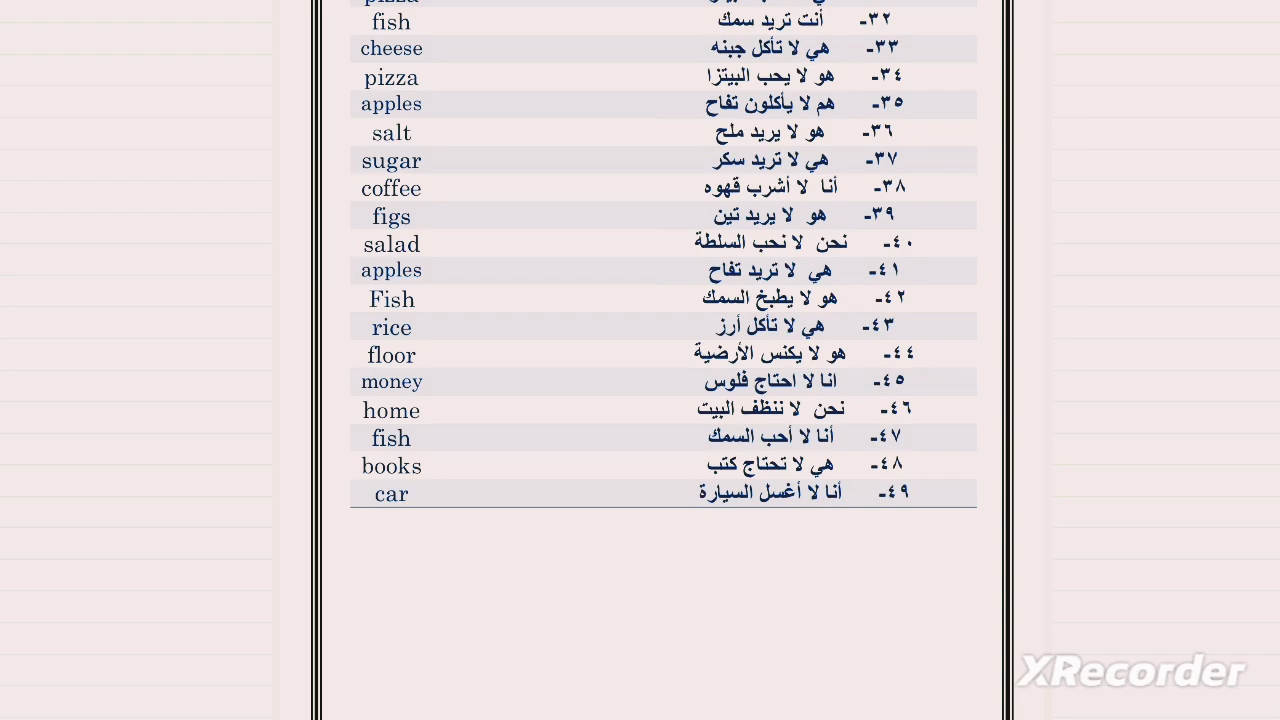 fish أنت تريد سمك -٣٢
cheese هي لا تأكل جبنه -٣٣
pizza هو لا يحب البيتزا -٣٤
apples هم لا يأكلون تفاح -٣٥
salt هو لا يريد ملح -٣٦
sugar هي لا تريد سكر -٣٧
coffee أنا لا أشرب قهوه -٣٨
figs هو لا يريد تين -٣٩
salad نحن لا نحب السلطة -٤٠
apples هي لا تريد تفاح -٤١
Fish هو لا يطبخ السمك -٤٢
rice هي لا تأكل أرز -٤٣
floor هو لا يكنس الأرضية -٤٤
money انا لا احتاج فلوس -٤٥
home نحن لا ننظف البيت -٤٦
fish أنا لا أحب السمك -٤٧
books هي لا تحتاج كتب -٤٨
car أنا لا أغسل السيارة -٤٩
XRecorder